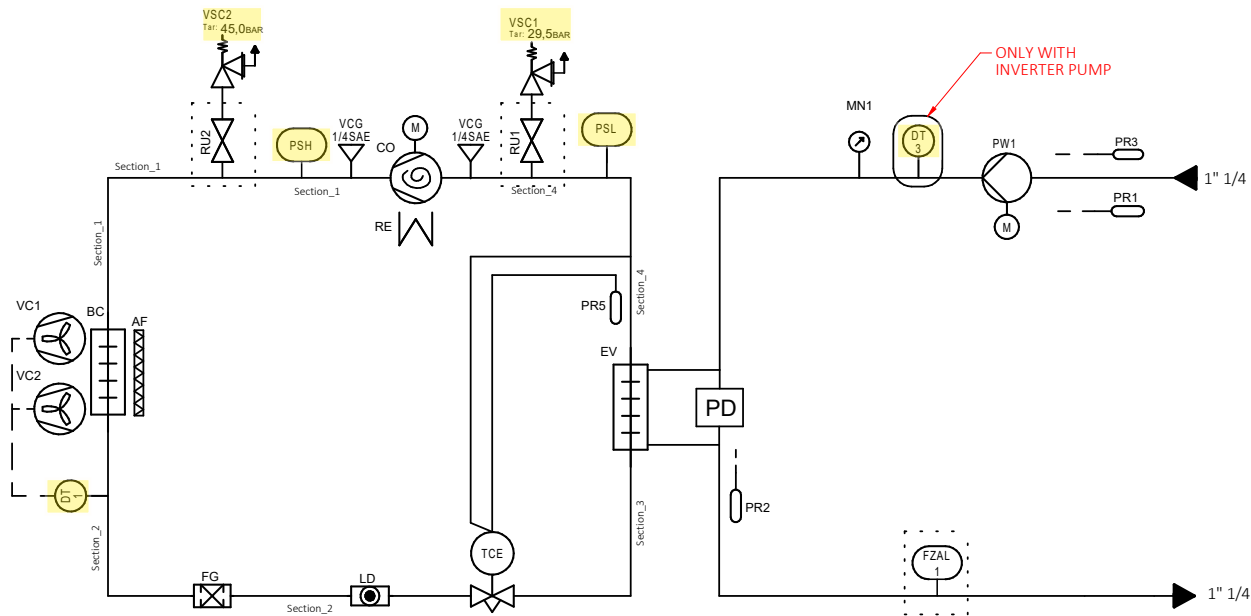 VSC2
Tar: 45,0BAR
VSC1
Tar: 29,5BAR
ONLY WITH
INVERTER PUMP
MN1
DT
3
PW1
PR3
1" 1/4
PR1
M
RU2
PSH
VCG
1/4SAE
M
CO
VCG
1/4SAE
RU1
PSL
Section_1
Section_1
Section_4
RE
Section_1
Section_4
VC1
BC
AF
PR5
VC2
EV
PD
DT
1
PR2
Section_2
Section_3
TCE
FZAL
1
FG
LD
Section_2
1" 1/4